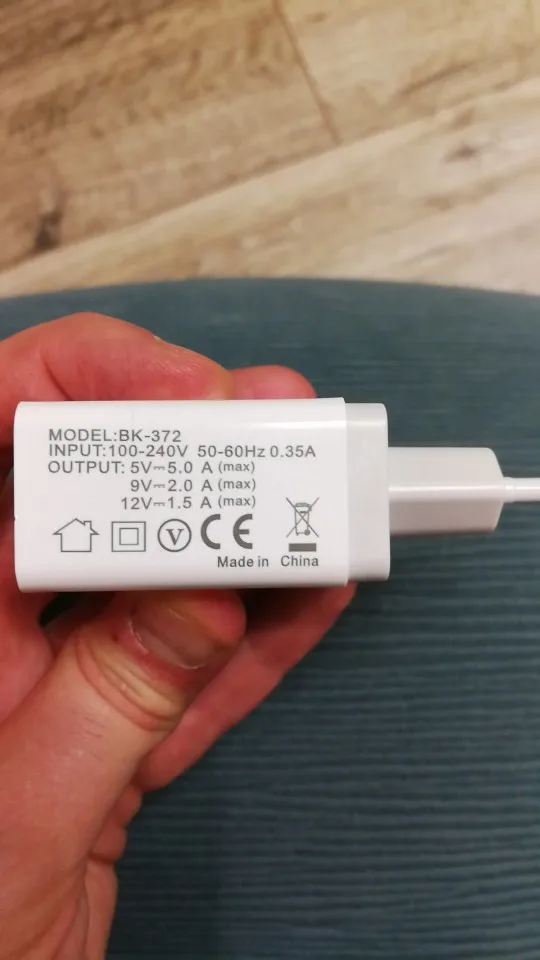 MODEL:BK-372
INPUT:100-240V 50-60Hz 0.35A
OUTPUT: 5V⎓5.0 A (max)
9V⎓2.0 A (max)
12V⎓1.5 A (max)
V CE
Made in China